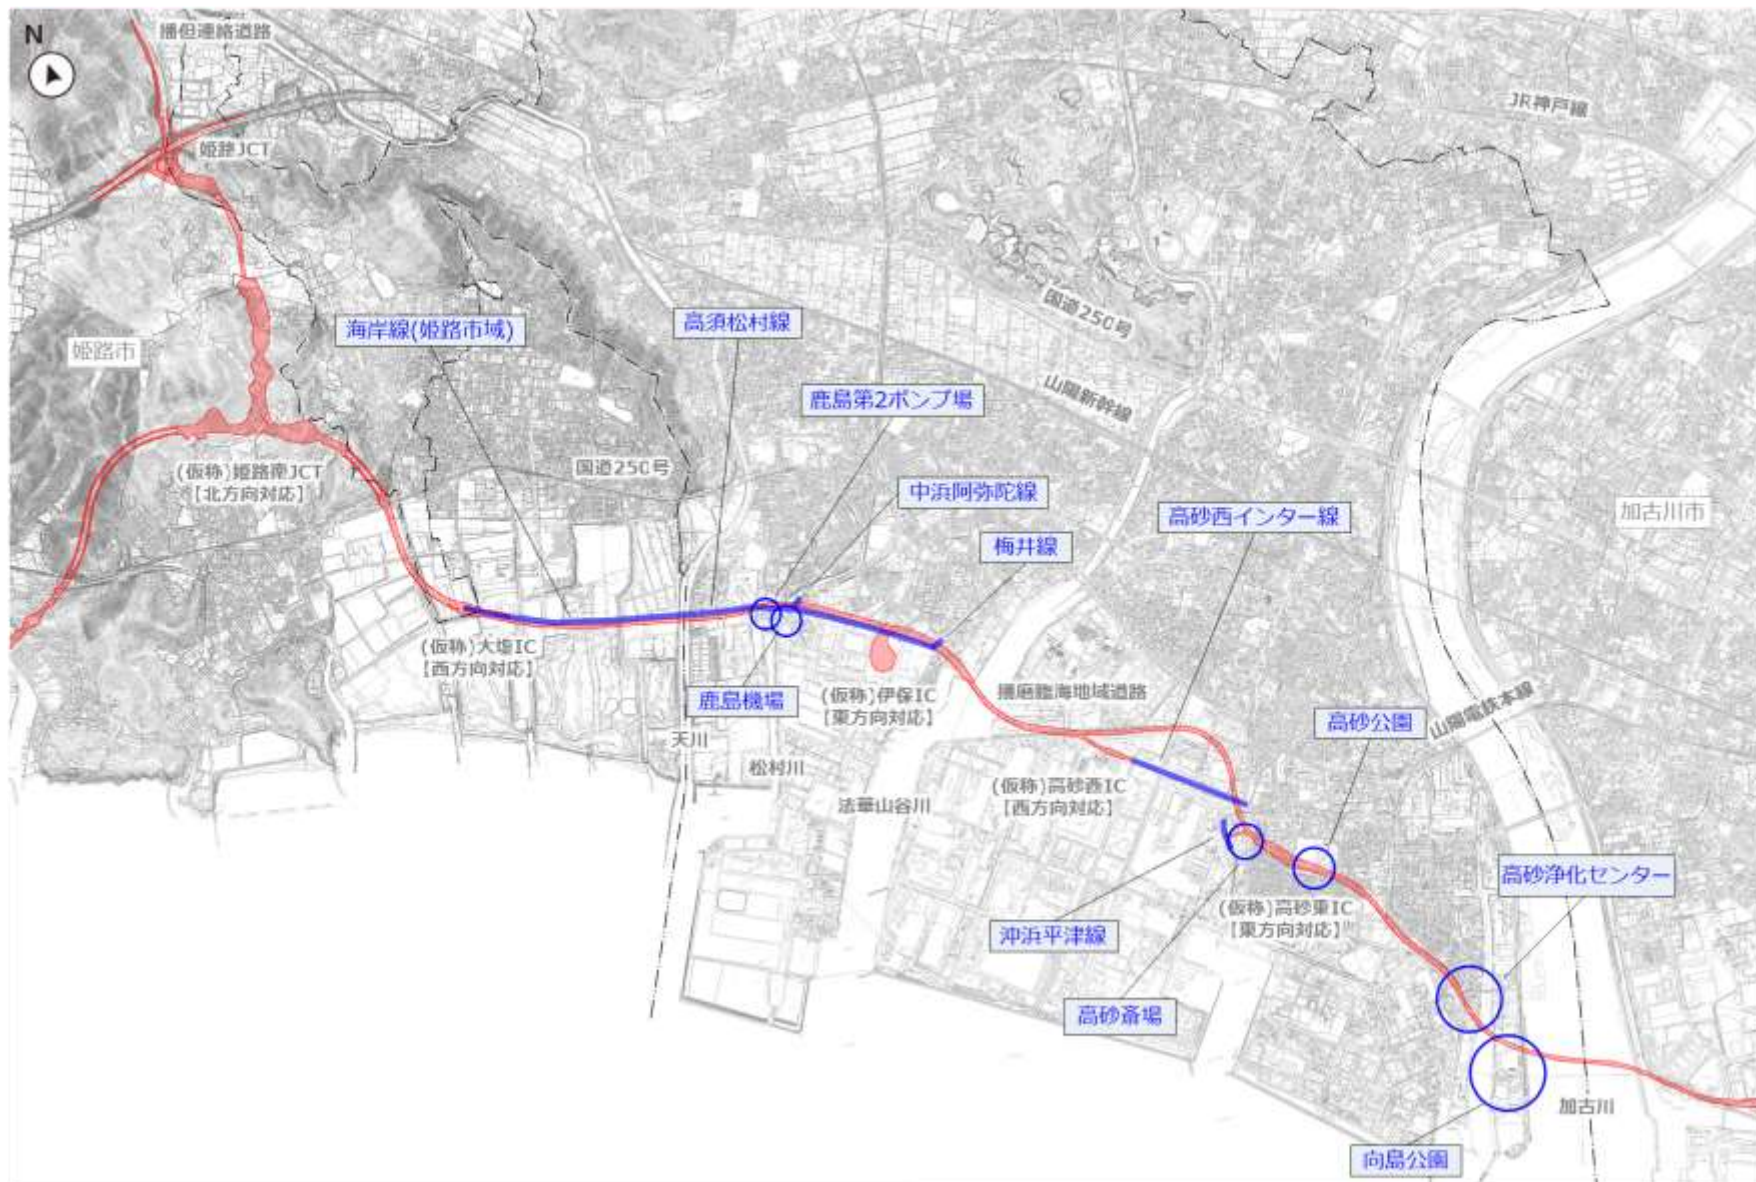 N
播但連絡道路
JR神戸線
姫路JCT
国道250号
海岸線(姫路市域)
高須松村線
姫路市
山陽新幹線
鹿島第2ポンプ場
(仮称)姫路南JCT
【北方向対応】
国道250号
中浜阿弥陀線
高砂西インター線
加古川市
梅井線
(仮称)大塩IC
【西方向対応】
鹿島機場
(仮称)伊保IC
【東方向対応】
播磨臨海地域道路
高砂公園
山陽電鉄本線
天川
松村川
法華山谷川
(仮称)高砂西IC
【西方向対応】
高砂浄化センター
(仮称)高砂東IC
【東方向対応】
沖浜平津線
高砂斎場
加古川
向島公園